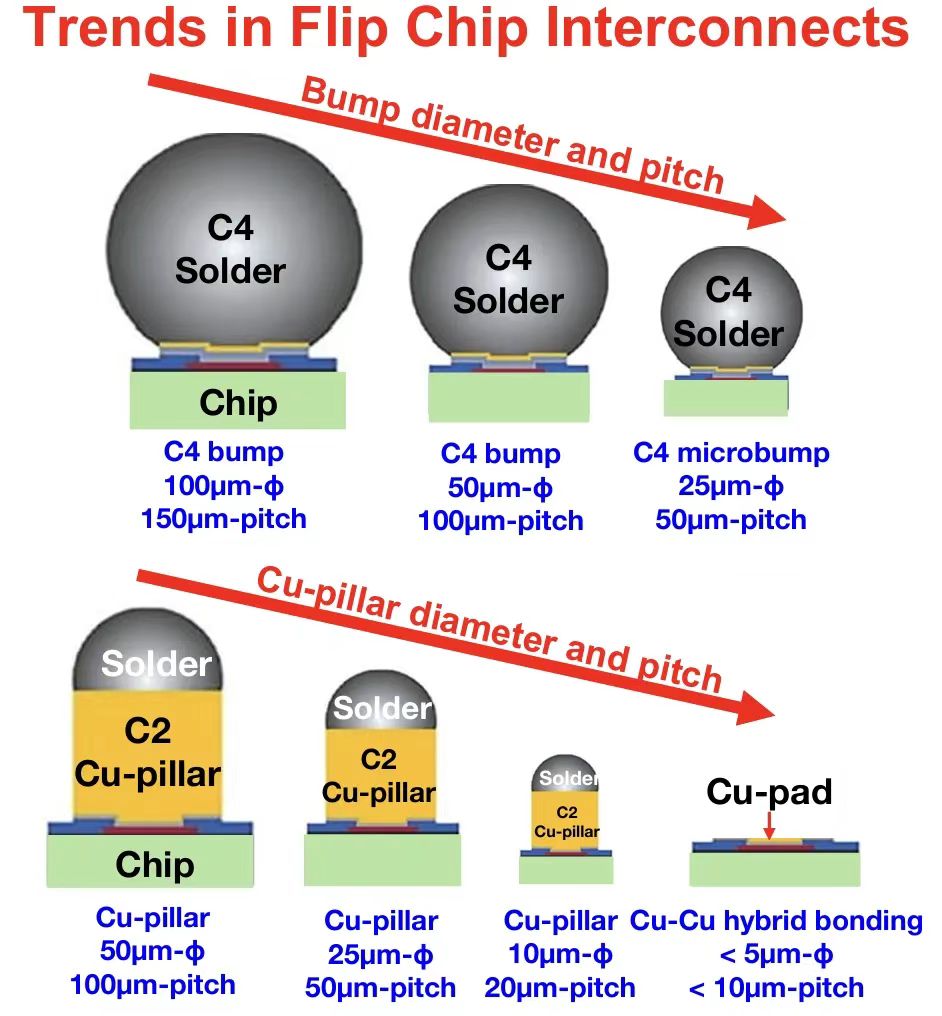 Trends in Flip Chip Interconnects
Bump diameter and pitch
C4
Solder
C4
Solder
C4
Solder
Chip
C4 bump
100µm-ϕ
150µm-pitch
C4 bump
50µm-ϕ
100µm-pitch
C4 microbump
25µm-ϕ
50µm-pitch
Cu-pillar diameter and pitch
Solder
C2
Cu-pillar
Chip
Solder
C2
Cu-pillar
Solder
C2
Cu-pillar
Cu-pad
Cu-pillar
50µm-ϕ
100µm-pitch
Cu-pillar
25µm-ϕ
50µm-pitch
Cu-pillar
10µm-ϕ
20µm-pitch
Cu-Cu hybrid bonding
< 5µm-ϕ
< 10µm-pitch